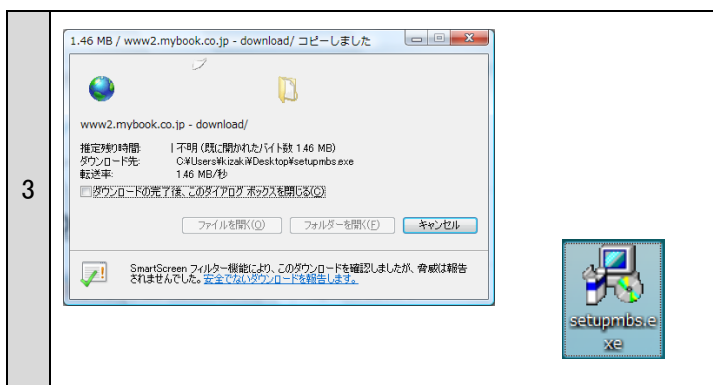 3
1.46 MB / www2.mybook.co.jp - download/ コピーしました
www2.mybook.co.jp - download/
推定残り時間: 不明 (既に開かれたバイト数 1.46 MB)
ダウンロード先: C:¥Users¥kizaki¥Desktop¥setupmbs.exe
転送率: 1.46 MB/秒
ダウンロードの完了後、このダイアログ ボックスを閉じる(C)
ファイルを開く(O) フォルダーを開く(F) キャンセル
SmartScreen フィルター機能により、このダウンロードを確認しましたが、脅威は報告
されませんでした。安全でないダウンロードを報告します。
setupmbs.e
xe